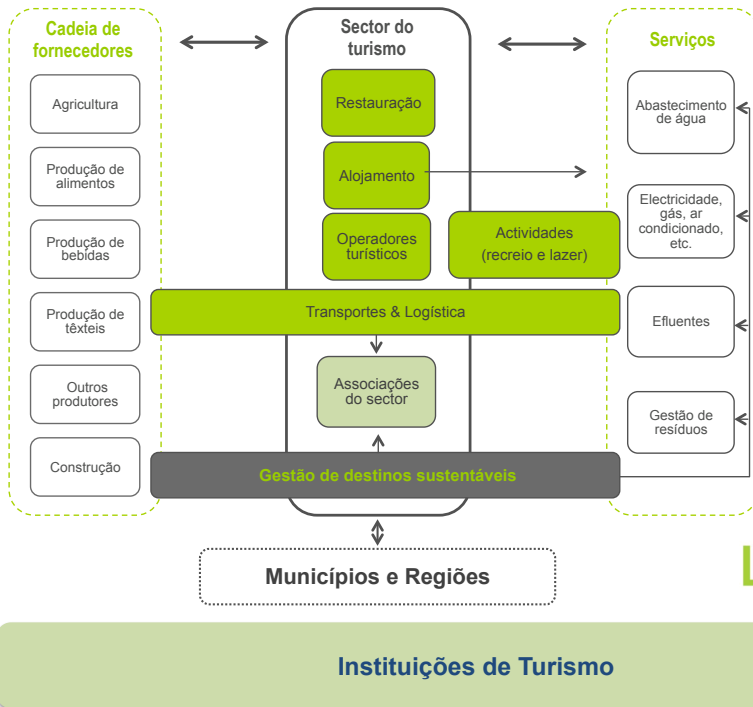 Cadeia de
fornecedores
Agricultura
Produção de
alimentos
Produção de
bebidas
Produção de
têxteis
Outros
produtores
Construção
Sector do
turismo
Restauração
Alojamento
Operadores
turísticos
Actividades
(recreio e lazer)
Transportes & Logística
Associações
do sector
Gestão de destinos sustentáveis
Serviços
Abastecimento
de água
Electricidade,
gás, ar
condicionado,
etc.
Efluentes
Gestão de
resíduos
Municípios e Regiões
Instituições de Turismo